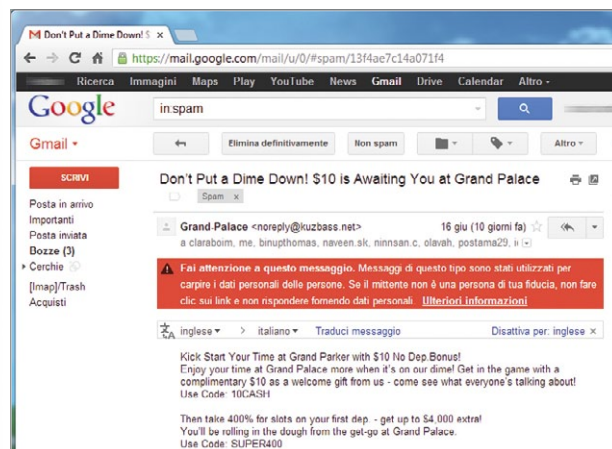 Don't Put a Dime Down! $
https://mail.google.com/mail/u/0/#spam/13f4ae7c14a071f4
Ricerca Immagini Maps Play YouTube News Gmail Drive Calendar Altro
Google in:spam
Gmail Elimina definitivamente Non spam Altro
SCRIVI
Posta in arrivo
Importanti
Posta inviata
Bozze (3)
Cerchie
[Imap]/Trash
Acquisti
Don't Put a Dime Down! $10 is Awaiting You at Grand Palace
Spam x
Grand-Palace <noreply@kuzbass.net> 16 giu (10 giorni fa)
a claraboim, me, binupthomas, naveen.sk, ninnsan.c, olavah, postama29,
Fai attenzione a questo messaggio. Messaggi di questo tipo sono stati utilizzati per
carpire i dati personali delle persone. Se il mittente non è una persona di tua fiducia, non fare
clic sui link e non rispondere fornendo dati personali. Ulteriori informazioni
inglese > italiano Traduci messaggio Disattiva per: inglese x
Kick Start Your Time at Grand Parker with $10 No Dep.Bonus!
Enjoy your time at Grand Palace more when it's on our dime! Get in the game with a
complimentary $10 as a welcome gift from us - come see what everyone's talking about!
Use Code: 10CASH
Then take 400% for slots on your first dep. - get up to $4,000 extra!
You'll be rolling in the dough from the get-go at Grand Palace.
Use Code: SUPER400